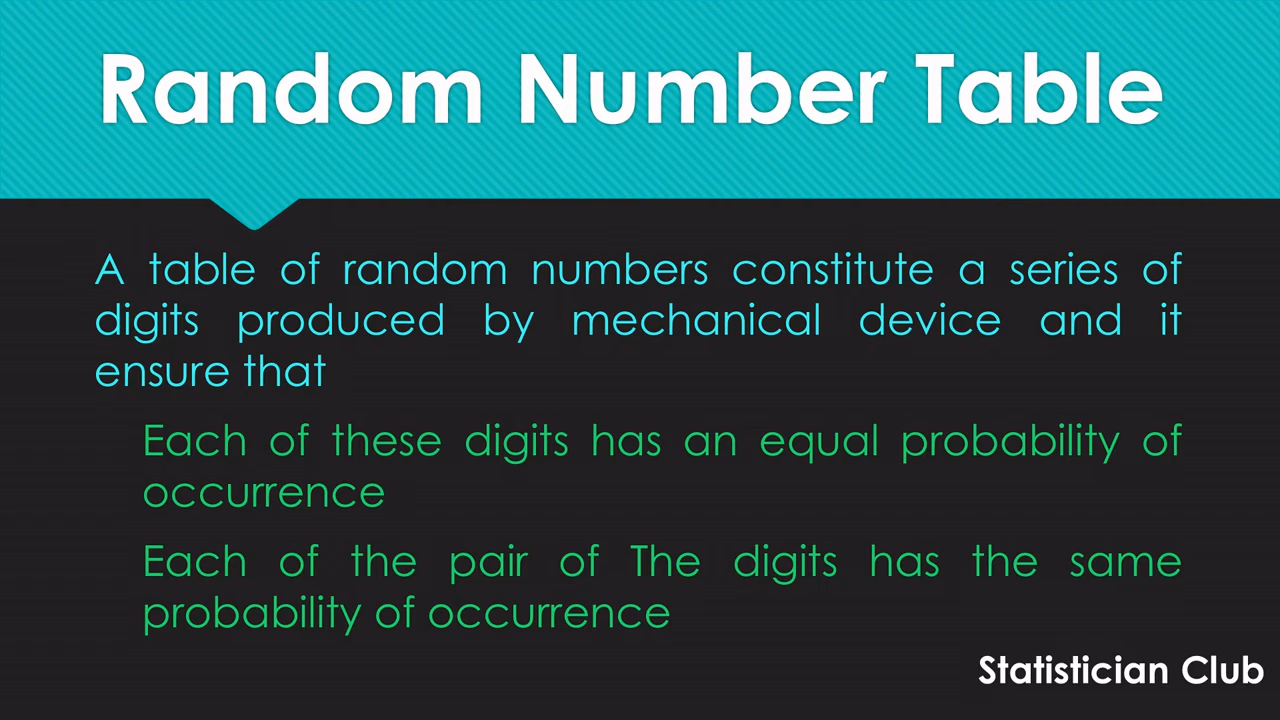 Random Number Table
A table of random numbers constitute a series of
digits produced by mechanical device and it
ensure that
Each of these digits has an equal probability of
occurrence
Each of the pair of The digits has the same
probability of occurrence
Statistician Club